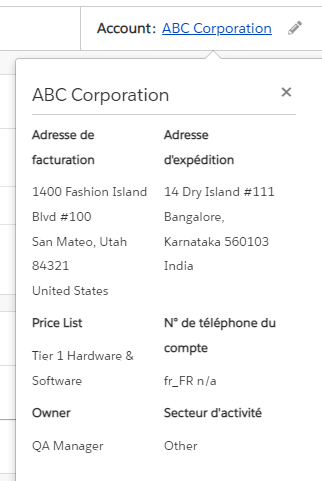 Account: ABC Corporation
ABC Corporation
Adresse de
facturation
1400 Fashion Island
Blvd #100
San Mateo, Utah
84321
United States
Adresse
d'expédition
14 Dry Island #111
Bangalore,
Karnataka 560103
India
Price List
Tier 1 Hardware &
Software
N° de téléphone du
compte
fr_FR n/a
Owner
QA Manager
Secteur d'activité
Other